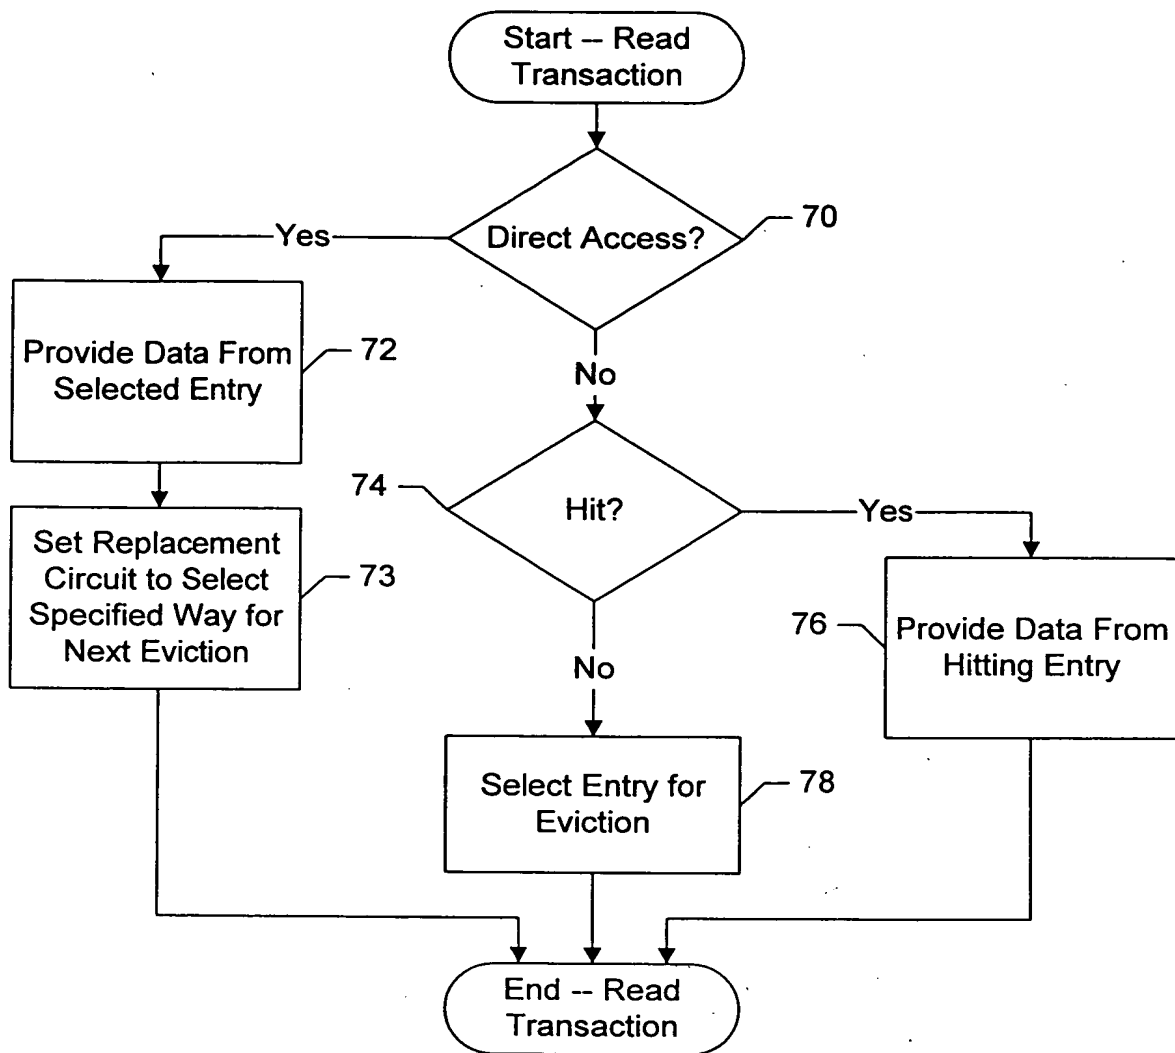 Start -- Read
Transaction
Direct Access?
70
Yes
No
Provide Data From
Selected Entry
72
74
Hit?
Yes
Set Replacement
Circuit to Select
Specified Way for
Next Eviction
73
No
76
Provide Data From
Hitting Entry
Select Entry for
Eviction
78
End -- Read
Transaction